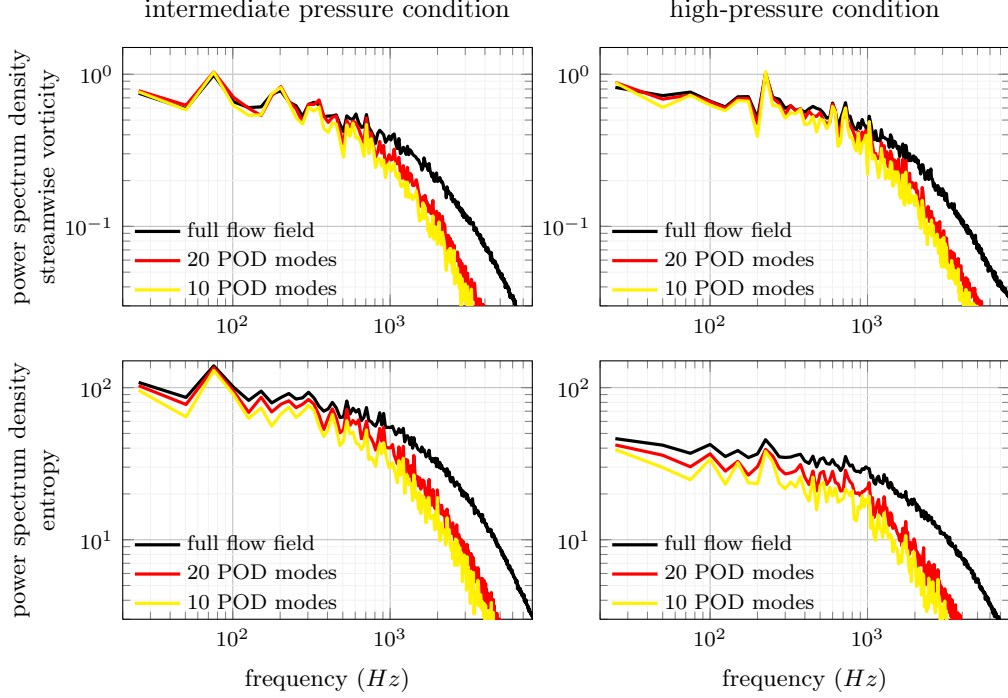 intermediate pressure condition
high-pressure condition
power spectrum density
streamwise vorticity
10^0
10^−1
full flow field
20 POD modes
10 POD modes
10^2
10^3
full flow field
20 POD modes
10 POD modes
10^2
10^3
power spectrum density
entropy
10^2
10^1
full flow field
20 POD modes
10 POD modes
10^2
10^3
frequency (Hz)
10^0
10^−1
10^2
10^1
full flow field
20 POD modes
10 POD modes
10^2
10^3
frequency (Hz)